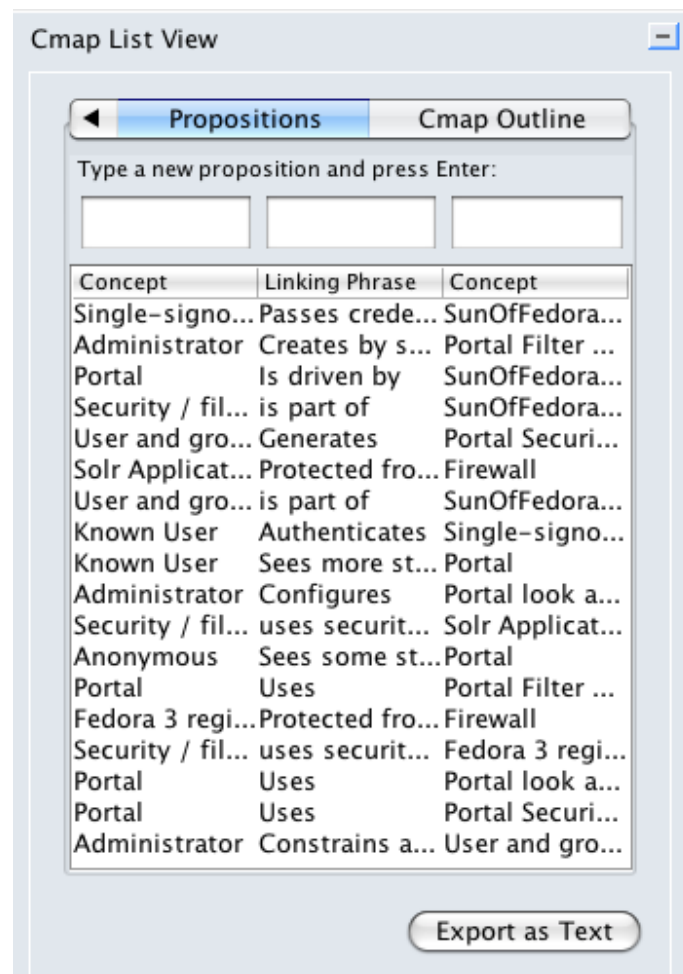 Cmap List View
Propositions Cmap Outline
Type a new proposition and press Enter:
Concept Linking Phrase Concept
Single-signo... Passes crede... SunOfFedora...
Administrator Creates by s... Portal Filter ...
Portal Is driven by SunOfFedora...
Security / fil... is part of SunOfFedora...
User and gro... Generates Portal Securi...
Solr Applicat... Protected fro... Firewall
User and gro... is part of SunOfFedora...
Known User Authenticates Single-signo...
Known User Sees more st... Portal
Administrator Configures Portal look a...
Security / fil... uses securit... Solr Applicat...
Anonymous Sees some st... Portal
Portal Uses Portal Filter ...
Fedora 3 regi... Protected fro... Firewall
Security / fil... uses securit... Fedora 3 regi...
Portal Uses Portal look a...
Portal Uses Portal Securi...
Administrator Constrains a... User and gro...
Export as Text